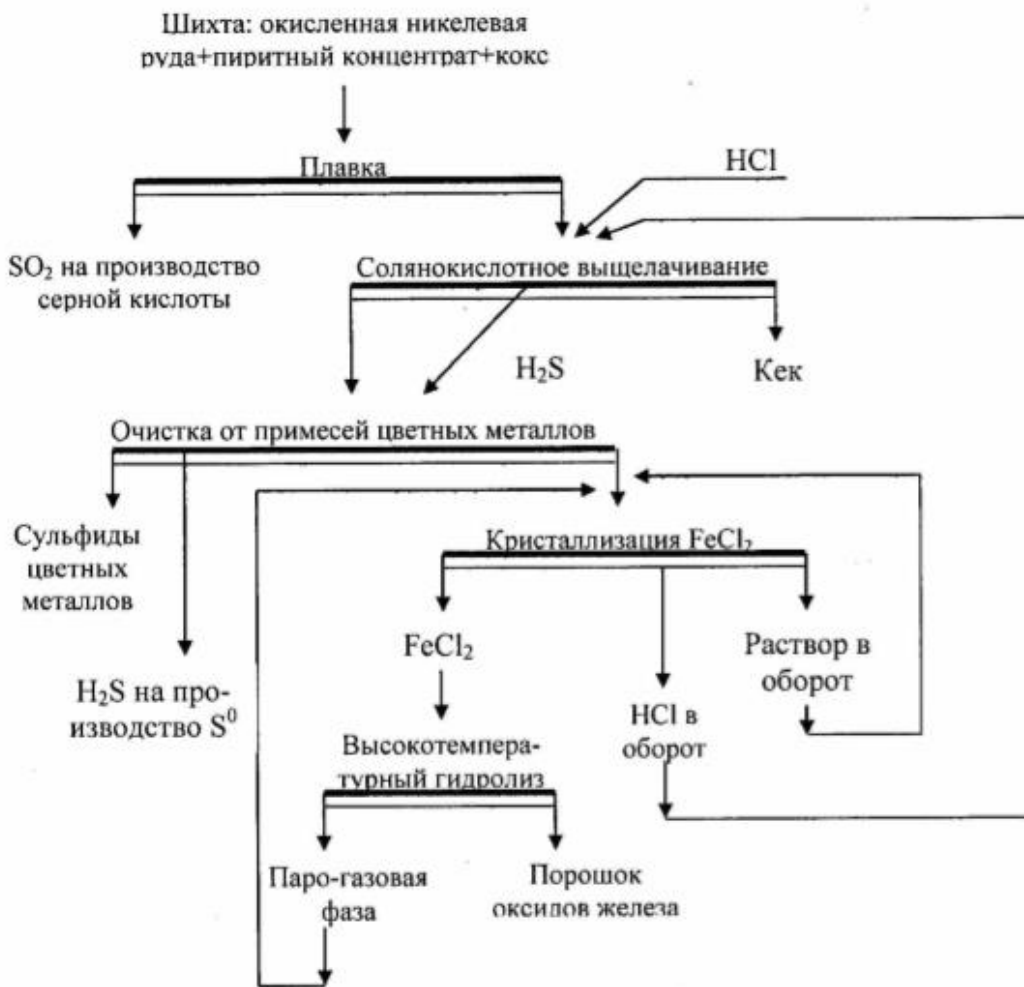 Шихта: окисленная никелевая
руда+пиритный концентрат+кокс
Плавка
HCl
SO₂ на производство
серной кислоты
Солянокислотное выщелачивание
H₂S
Кек
Очистка от примесей цветных металлов
Сульфиды
цветных
металлов
Кристаллизация FeCl₂
FeCl₂
Раствор в
оборот
H₂S на про-
изводство S⁰
HCl в
оборот
Высокотемпера-
турный гидролиз
Паро-газовая
фаза
Порошок
оксидов железа